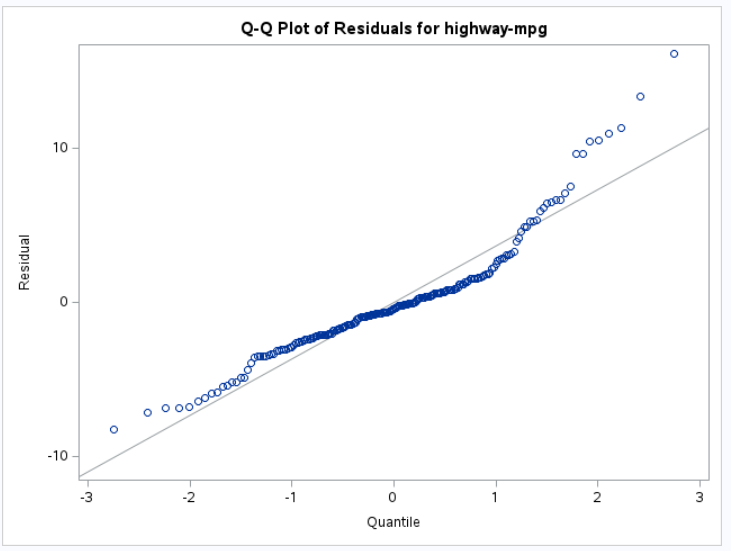 Q-Q Plot of Residuals for highway-mpg
10
0
-10
Residual
-3 -2 -1 0 1 2 3
Quantile